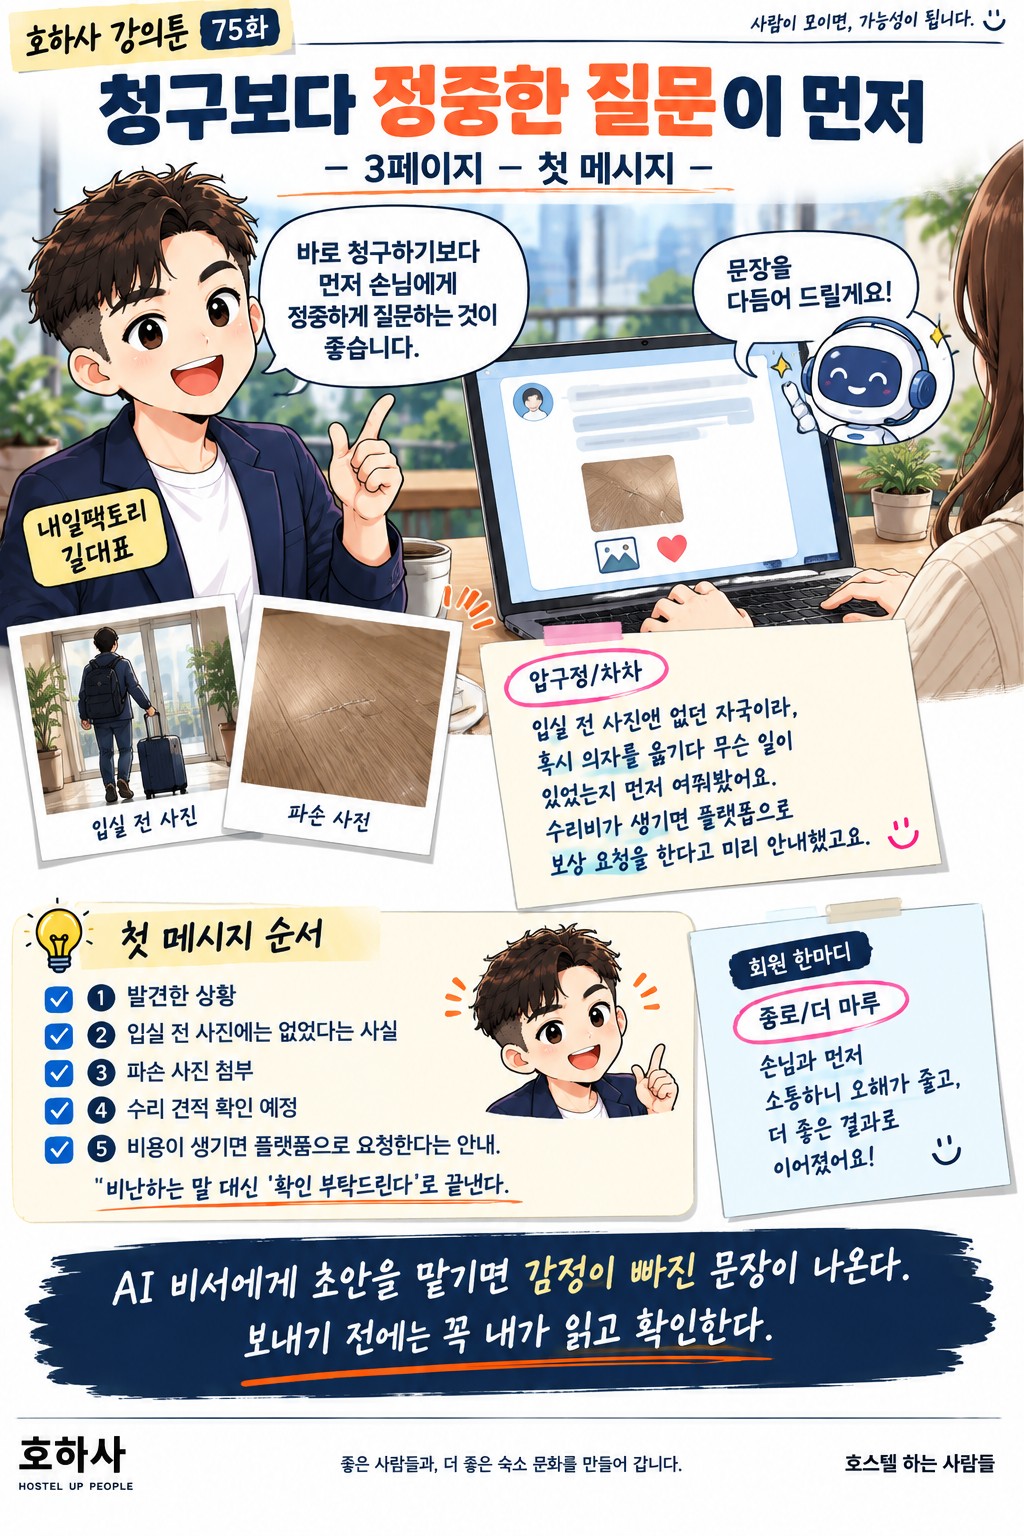 호하사 강의툰 75화
사람이 모이면, 가능성이 됩니다.
청구보다 정중한 질문이 먼저
– 3페이지 – 첫 메시지 –
바로 청구하기보다
먼저 손님에게
정중하게 질문하는 것이
좋습니다.
문장을
다듬어 드릴게요!
내일팩토리
길대표
입실 전 사진
파손 사전
압구정/차차
입실 전 사진앤 없던 자국이라,
혹시 의자를 옮기다 무슨 일이
있었는지 먼저 여쭤봤어요.
수리비가 생기면 플랫폼으로
보상 요청을 한다고 미리 안내했고요.
첫 메시지 순서
1 발견한 상황
2 입실 전 사진에는 없었다는 사실
3 파손 사진 첨부
4 수리 견적 확인 예정
5 비용이 생기면 플랫폼으로 요청한다는 안내.
"비난하는 말 대신 '확인 부탁드린다'로 끝낸다.
회원 한마디
종로/더 마루
손님과 먼저
소통하니 오해가 줄고,
더 좋은 결과로
이어졌어요!
AI 비서에게 초안을 맡기면 감정이 빠진 문장이 나온다.
보내기 전에는 꼭 내가 읽고 확인한다.
호하사
HOSTEL UP PEOPLE
좋은 사람들과, 더 좋은 숙소 문화를 만들어 갑니다.
호스텔 하는 사람들